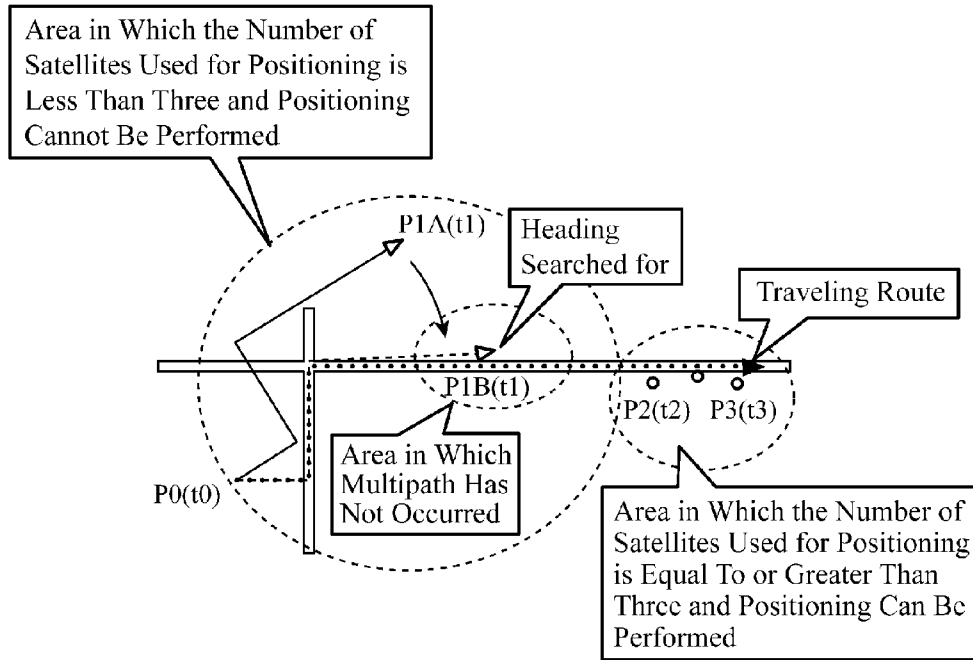 Area in Which the Number of
Satellites Used for Positioning is
Less Than Three and Positioning
Cannot Be Performed
P1A(t1)
Heading
Searched for
Traveling Route
P1B(t1)
P2(t2)
P3(t3)
P0(t0)
Area in Which
Multipath Has
Not Occurred
Area in Which the Number of
Satellites Used for Positioning
is Equal To or Greater Than
Three and Positioning Can Be
Performed